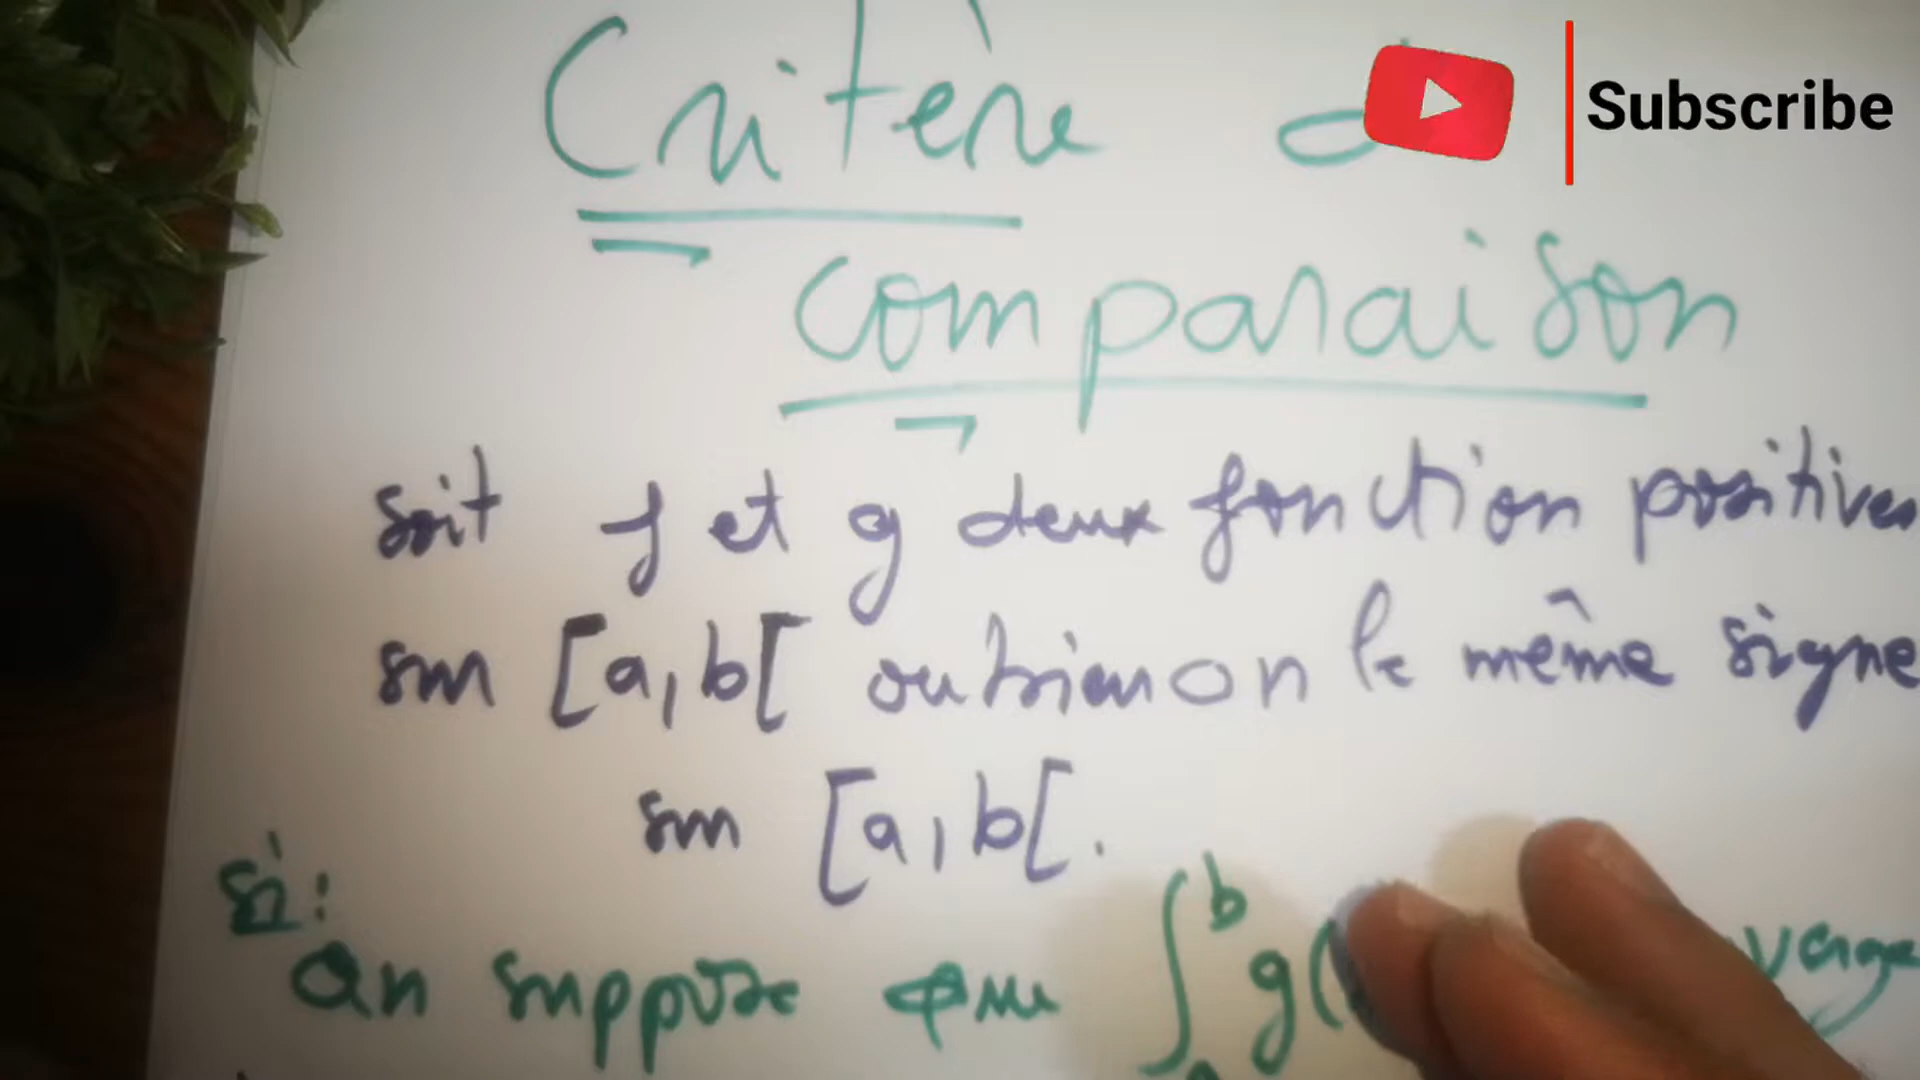 Critère
Subscribe
comparaison
soit f et g deux fonction positives
sur [a,b[ ou bien on le même signe
sur [a,b[.
si:
on suppose que ∫ b g(